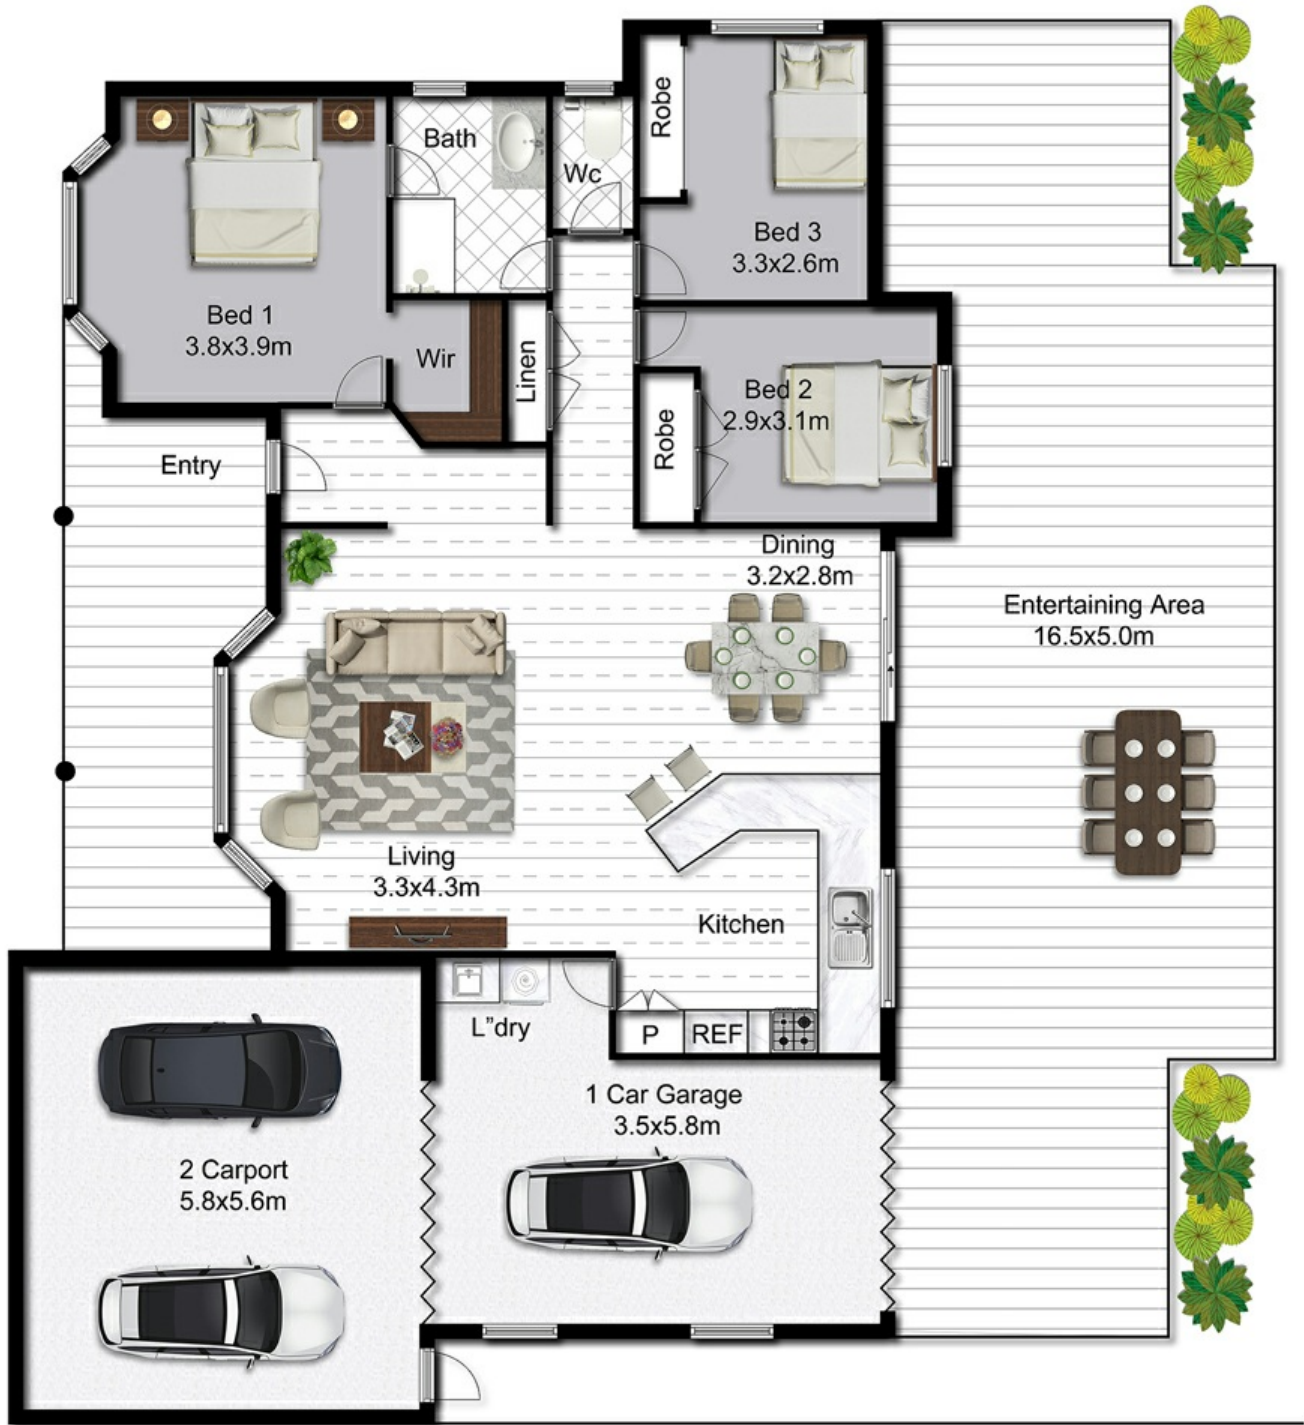 Robe
Bath
Wc
Bed 3
3.3x2.6m
Bed 1
3.8x3.9m
Wir
Linen
Bed 2
2.9x3.1m
Robe
Entry
Dining
3.2x2.8m
Entertaining Area
16.5x5.0m
Living
3.3x4.3m
Kitchen
L"dry
P
REF
1 Car Garage
3.5x5.8m
2 Carport
5.8x5.6m